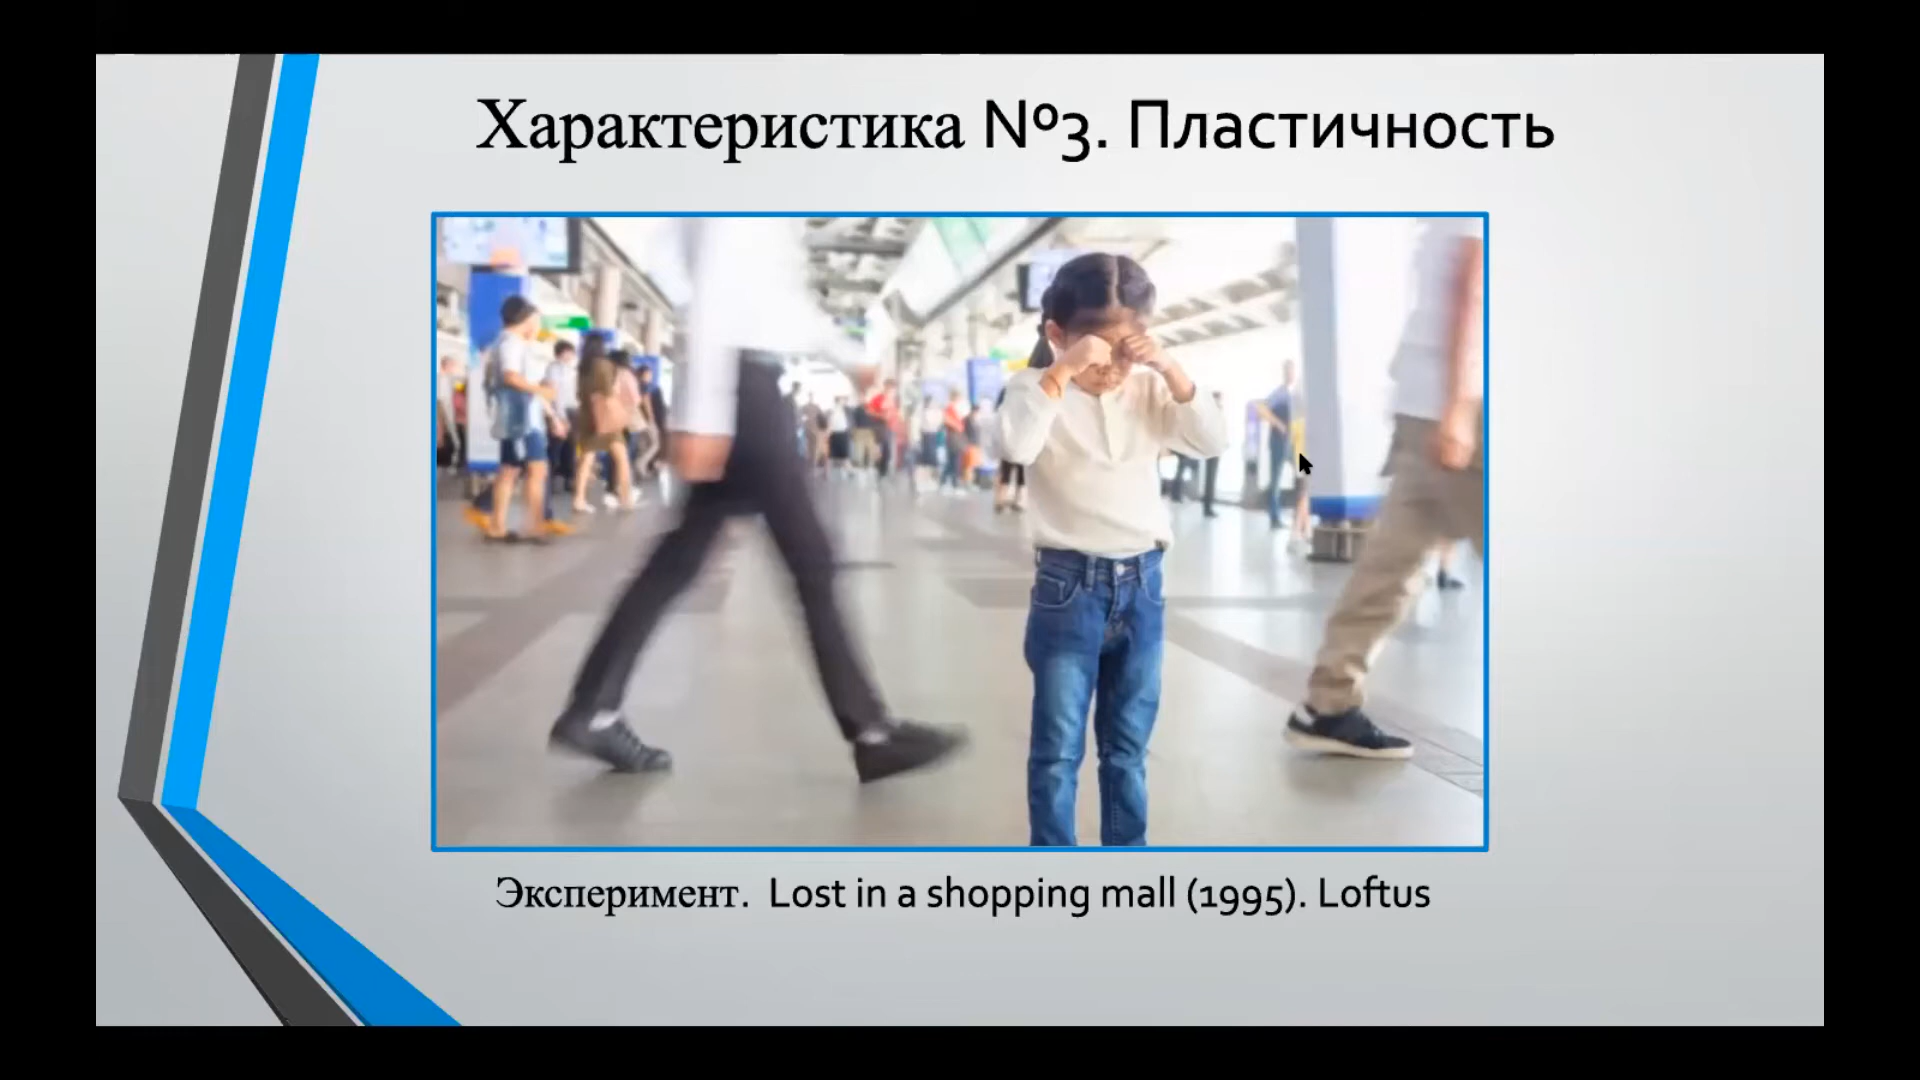 Характеристика №3. Пластичность
Эксперимент. Lost in a shopping mall (1995). Loftus